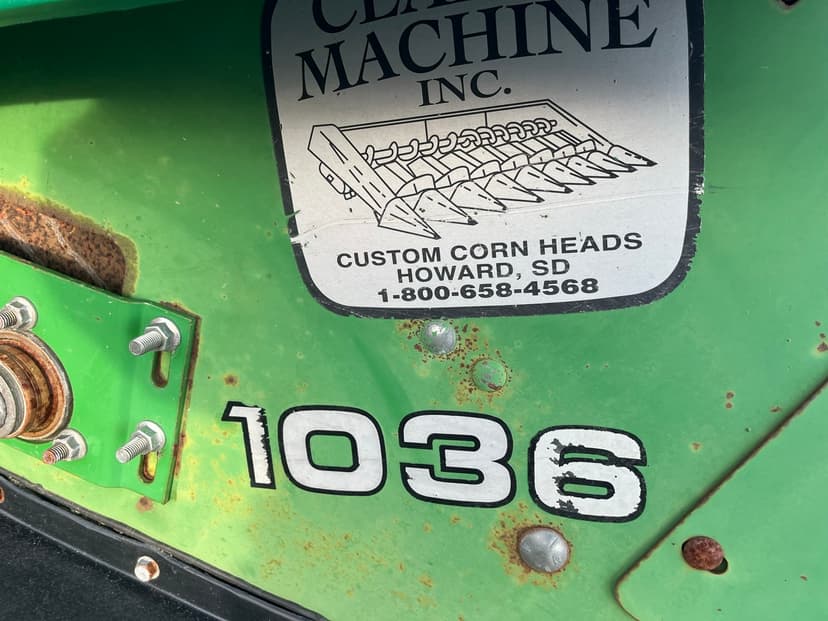 MACHINE
INC.
CUSTOM CORN HEADS
HOWARD, SD
1-800-658-4568
1036